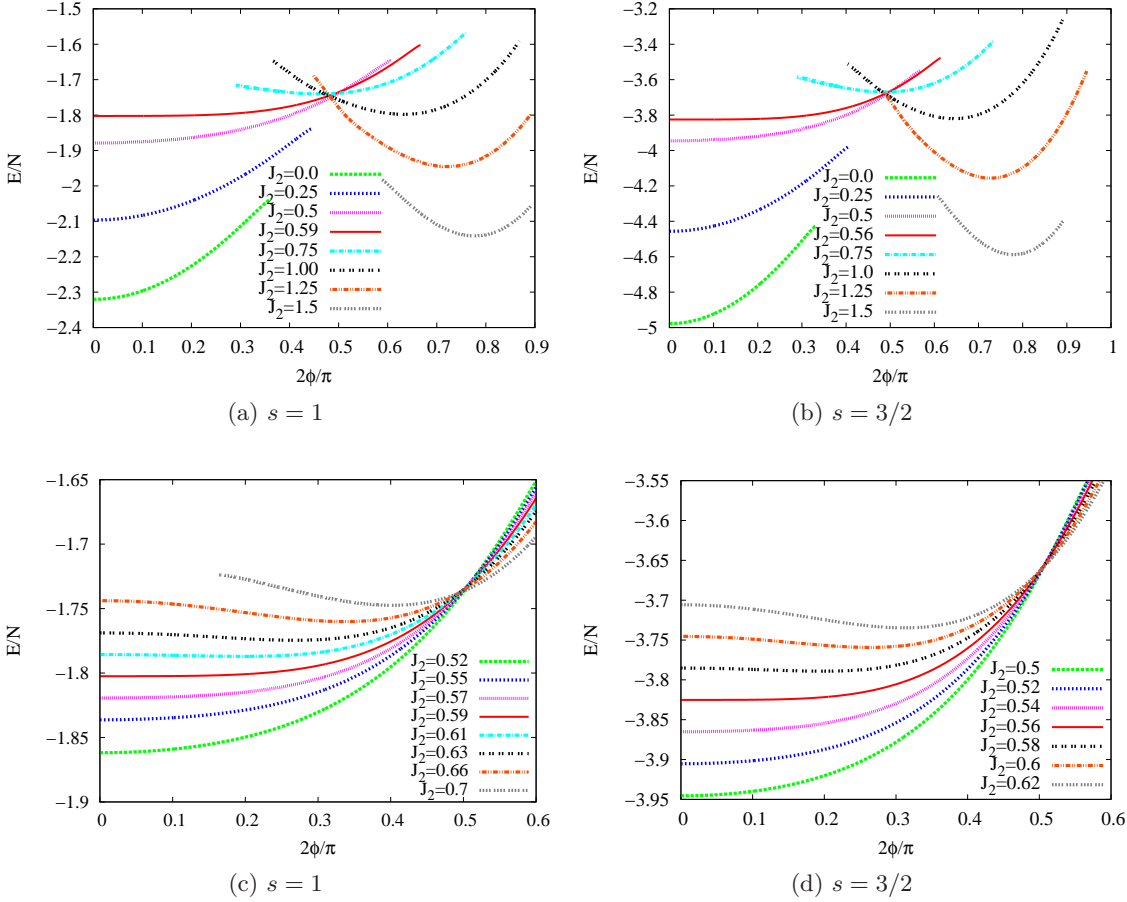 −1.5
−1.6
−1.7
−1.8
−1.9
−2
−2.1
−2.2
−2.3
−2.4
E/N
0 0.1 0.2 0.3 0.4 0.5 0.6 0.7 0.8 0.9
2ϕ/π
J2=0.0
J2=0.25
J2=0.5
J2=0.59
J2=0.75
J2=1.00
J2=1.25
J2=1.5
(a) s = 1
−3.2
−3.4
−3.6
−3.8
−4
−4.2
−4.4
−4.6
−4.8
−5
E/N
0 0.1 0.2 0.3 0.4 0.5 0.6 0.7 0.8 0.9 1
2ϕ/π
J2=0.0
J2=0.25
J2=0.5
J2=0.56
J2=0.75
J2=1.0
J2=1.25
J2=1.5
(b) s = 3/2
−1.65
−1.7
−1.75
−1.8
−1.85
−1.9
E/N
0 0.1 0.2 0.3 0.4 0.5 0.6
2ϕ/π
J2=0.52
J2=0.55
J2=0.57
J2=0.59
J2=0.61
J2=0.63
J2=0.66
J2=0.7
(c) s = 1
−3.55
−3.6
−3.65
−3.7
−3.75
−3.8
−3.85
−3.9
−3.95
E/N
0 0.1 0.2 0.3 0.4 0.5 0.6
2ϕ/π
J2=0.5
J2=0.52
J2=0.54
J2=0.56
J2=0.58
J2=0.6
J2=0.62
(d) s = 3/2